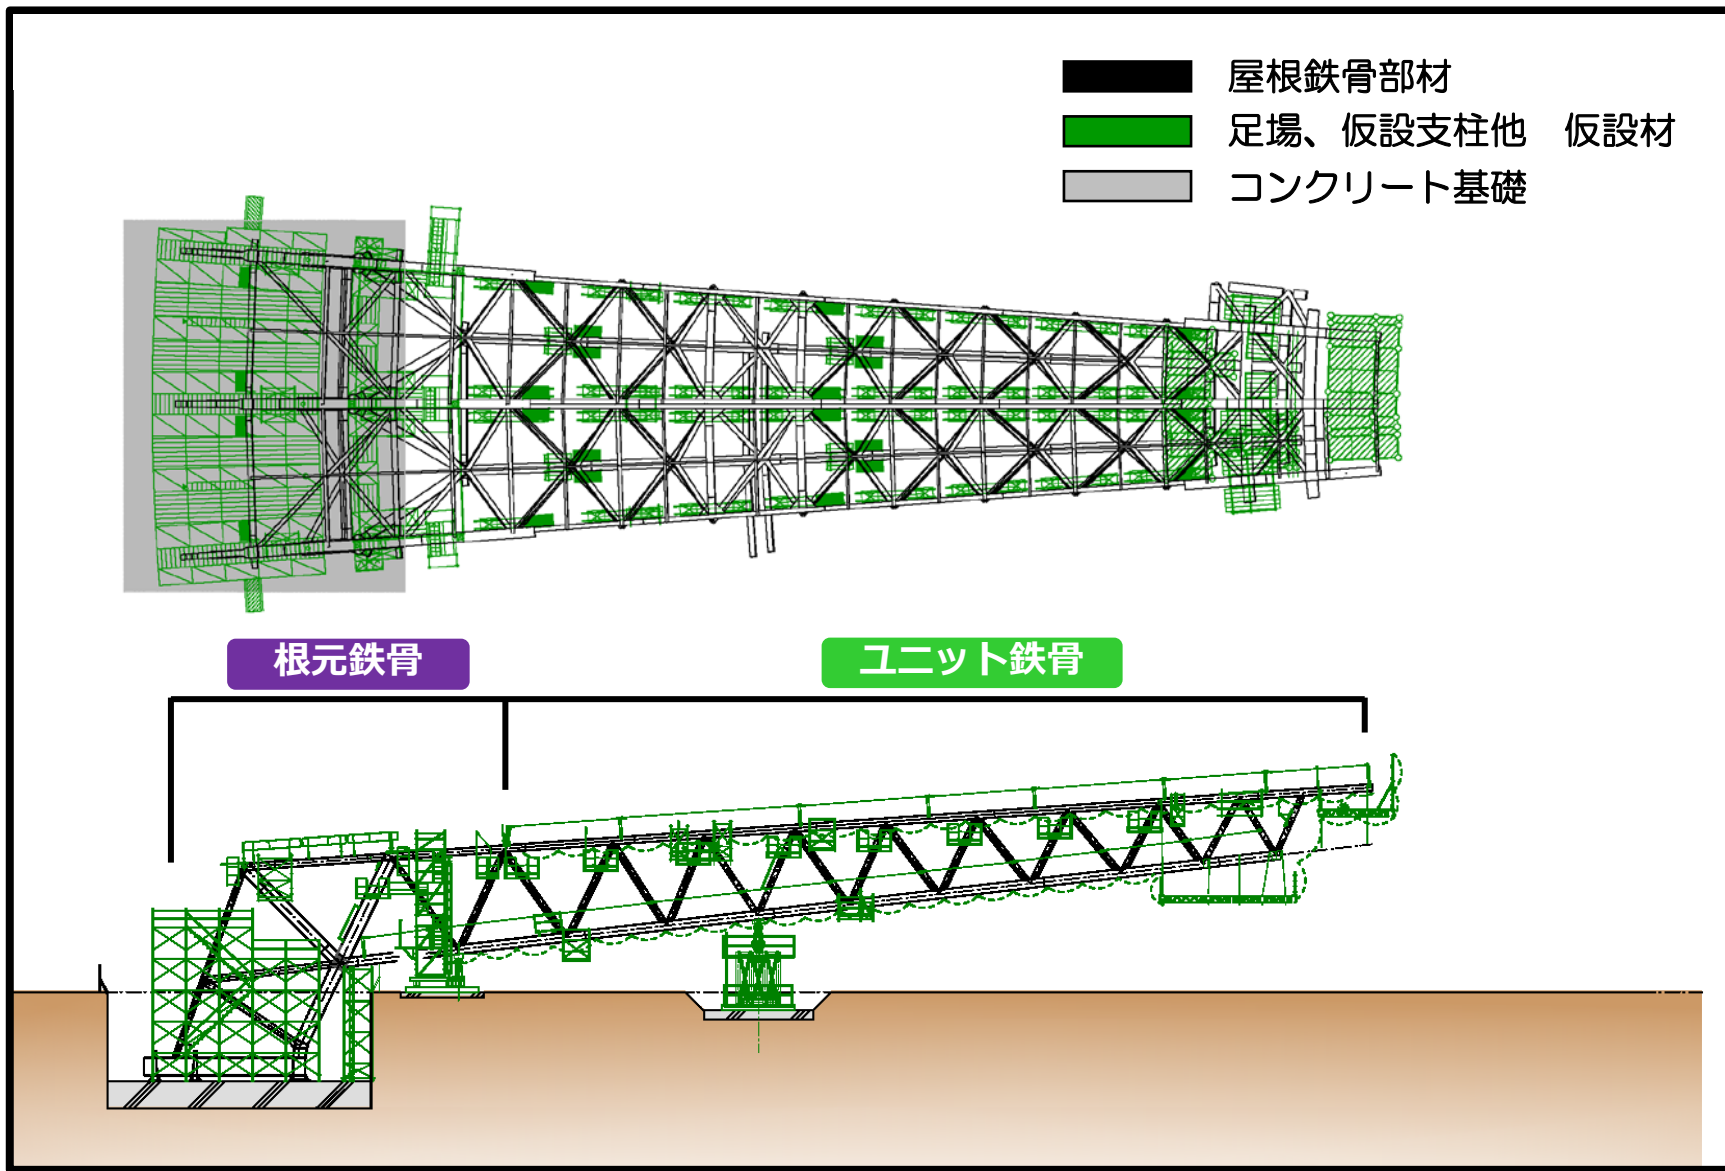 屋根鉄骨部材
足場、仮設支柱他　仮設材
コンクリート基礎
根元鉄骨
ユニット鉄骨